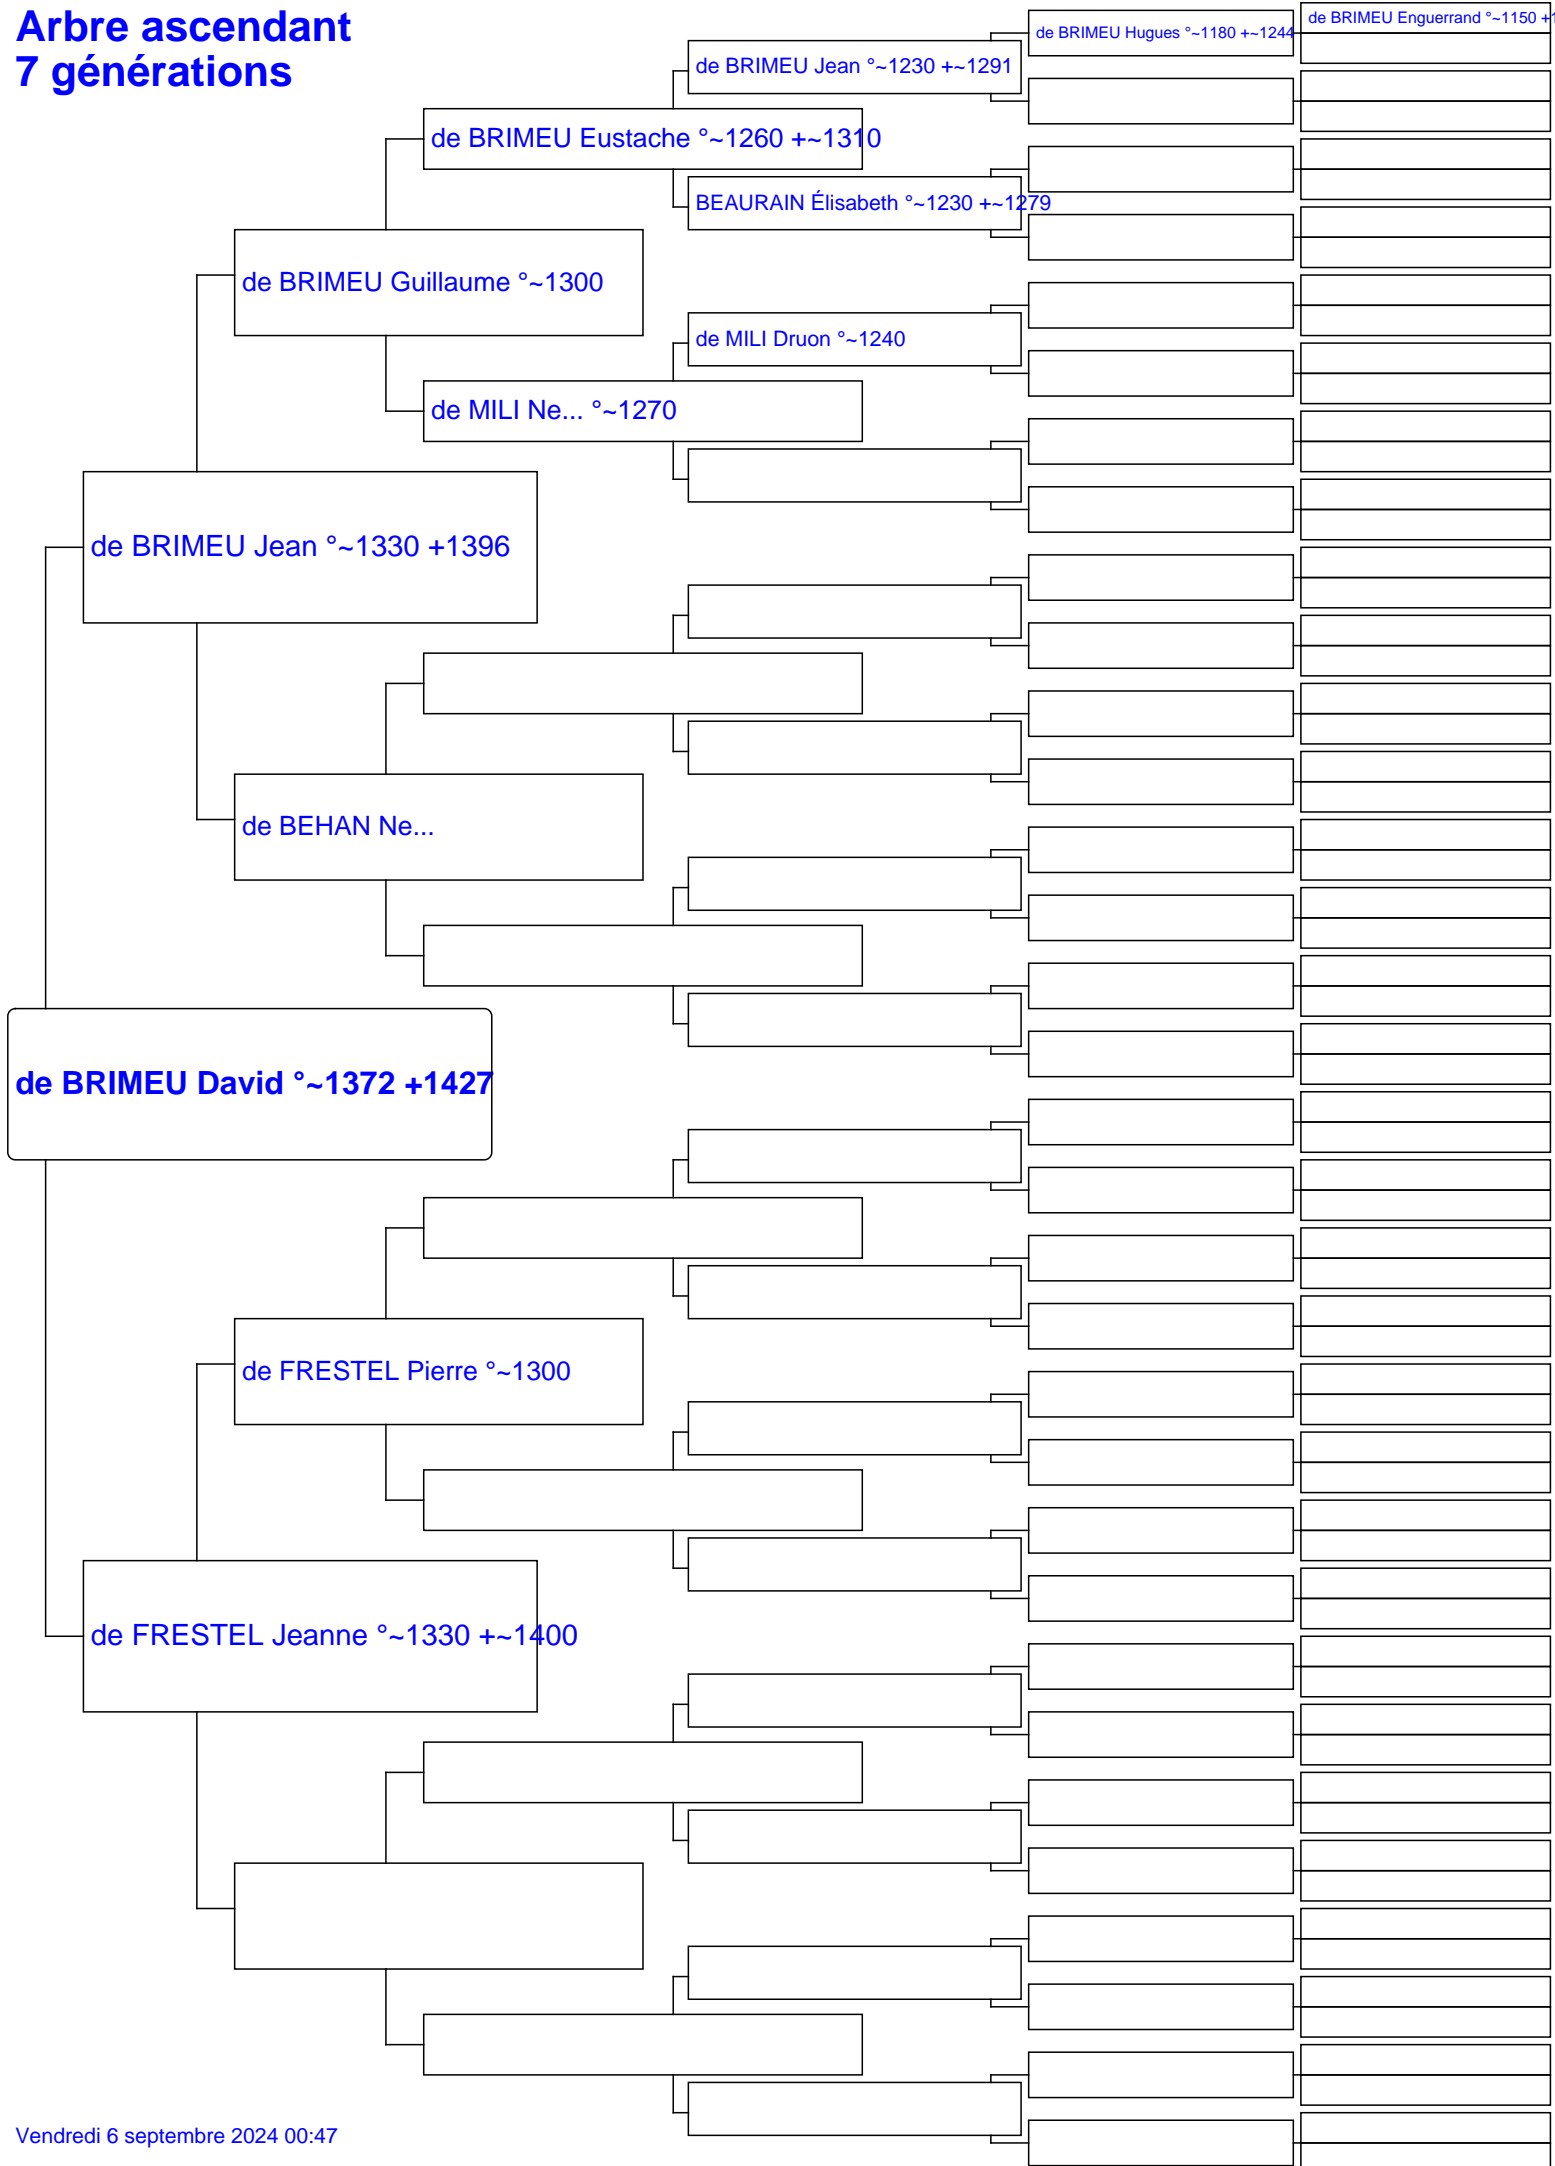 Arbre ascendant
7 générations
de BRIMEU Enguerrand °~1150
de BRIMEU Hugues °~1180 +~1244
de BRIMEU Jean °~1230 +~1291
de BRIMEU Eustache °~1260 +~1310
BEAURAIN Élisabeth °~1230 +~1279
de BRIMEU Guillaume °~1300
de MILI Druon °~1240
de MILI Ne... °~1270
de BRIMEU Jean °~1330 +1396
de BEHAN Ne...
de BRIMEU David °~1372 +1427
de FRESTEL Pierre °~1300
de FRESTEL Jeanne °~1330 +~1400
Vendredi 6 septembre 2024 00:47